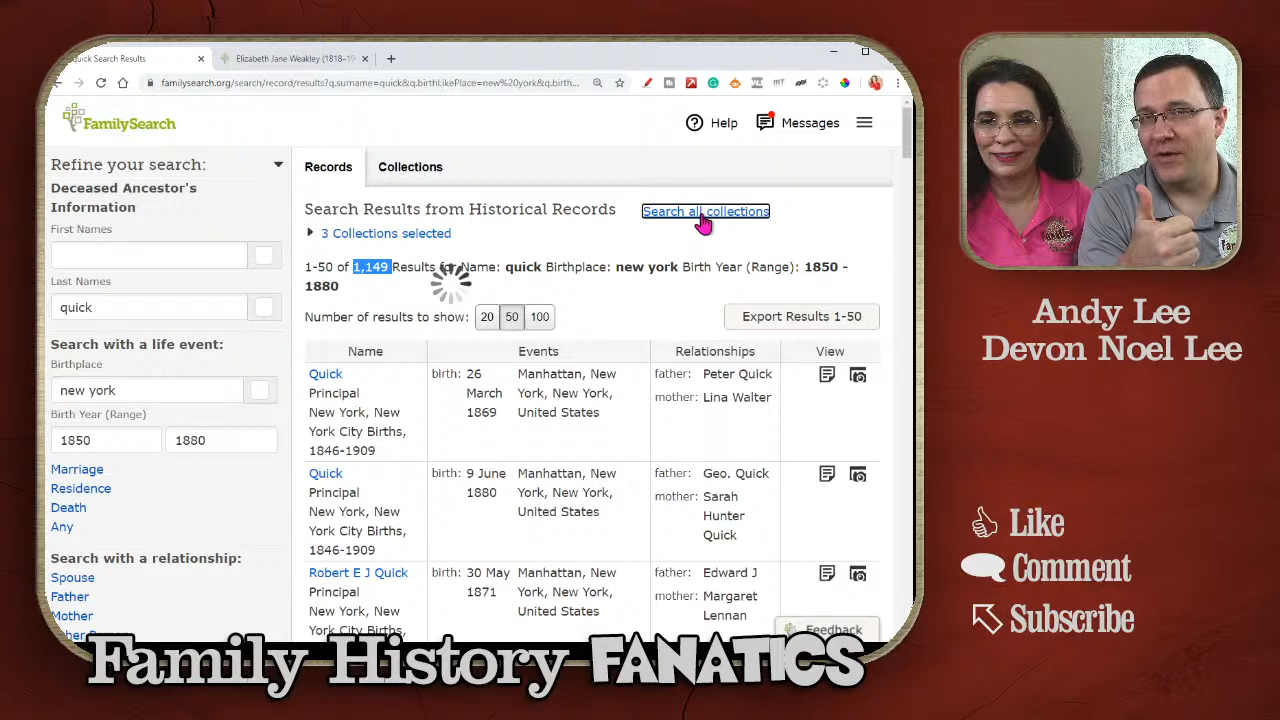 Quick Search Results
Elizabeth Jane Weakley (1818–19
familysearch.org/search/record/results?q.surname=quick&q.birthLikePlace=new%20york&q.birth...
FamilySearch
Help
Messages
Refine your search:
Deceased Ancestor's
Information
First Names
Last Names
quick
Search with a life event:
Birthplace
new york
Birth Year (Range)
1850
1880
Marriage
Residence
Death
Any
Search with a relationship:
Spouse
Father
Mother
Records
Collections
Search Results from Historical Records
Search all collections
3 Collections selected
1-50 of 1,149 Results for Name: quick Birthplace: new york Birth Year (Range): 1850 -
1880
Number of results to show:
20
50
100
Export Results 1-50
Name
Events
Relationships
View
Quick
Principal
New York, New
York City Births,
1846-1909
birth:
26
March
1869
Manhattan, New
York, New York,
United States
father: Peter Quick
mother: Lina Walter
Quick
Principal
New York, New
York City Births,
1846-1909
birth:
9 June
1880
Manhattan, New
York, New York,
United States
father: Geo. Quick
mother: Sarah
Hunter
Quick
Robert E J Quick
Principal
New York, New
York City Births,
birth:
30 May
1871
Manhattan, New
York, New York,
United States
father: Edward J
mother: Margaret
Lennan
Feedback
Andy Lee
Devon Noel Lee
Like
Comment
Subscribe
Family History FANATICS